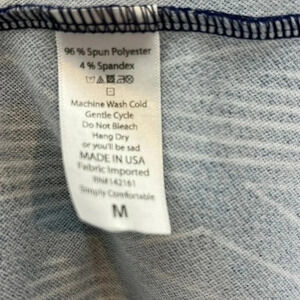 96 % Spun Polyester
4 % Spandex
Machine Wash Cold
Gentle Cycle
Do Not Bleach
Hang Dry
or you'll be sad
MADE IN USA
Fabric Imported
RN#142161
Simply Comfortable
M